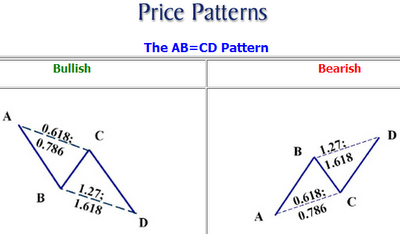 Price Patterns
The AB=CD Pattern
Bullish
Bearish
A
0.618;
0.786
C
B
1.27;
1.618
D
B
1.27;
1.618
D
A
0.618;
0.786
C